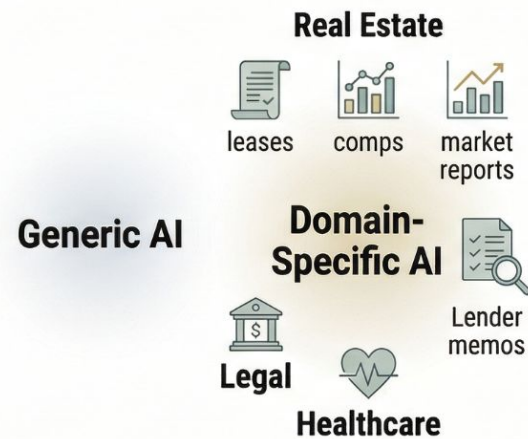 Real Estate
leases
comps
market
reports
Generic AI
Domain-
Specific AI
Lender
memos
$
Legal
Healthcare